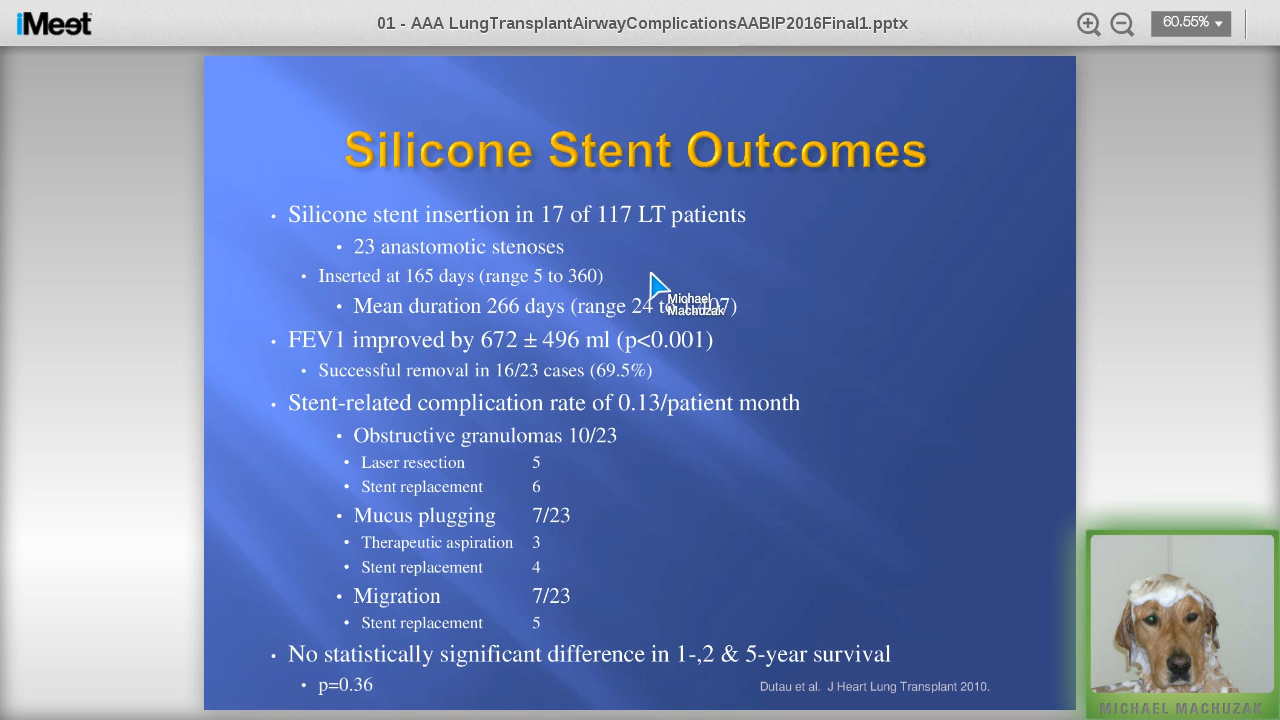 iMeet
01 - AAA LungTransplantAirwayComplicationsAABIP2016Final1.pptx
60.55%
Silicone Stent Outcomes
• Silicone stent insertion in 17 of 117 LT patients
• 23 anastomotic stenoses
• Inserted at 165 days (range 5 to 360)
• Mean duration 266 days (range 24 to
Michael
Machuzak
• FEV1 improved by 672 ± 496 ml (p<0.001)
• Successful removal in 16/23 cases (69.5%)
• Stent-related complication rate of 0.13/patient month
• Obstructive granulomas 10/23
• Laser resection 5
• Stent replacement 6
• Mucus plugging 7/23
• Therapeutic aspiration 3
• Stent replacement 4
• Migration 7/23
• Stent replacement 5
• No statistically significant difference in 1-,2 & 5-year survival
• p=0.36
Dutau et al. J Heart Lung Transplant 2010.
MICHAEL MACHUZAK